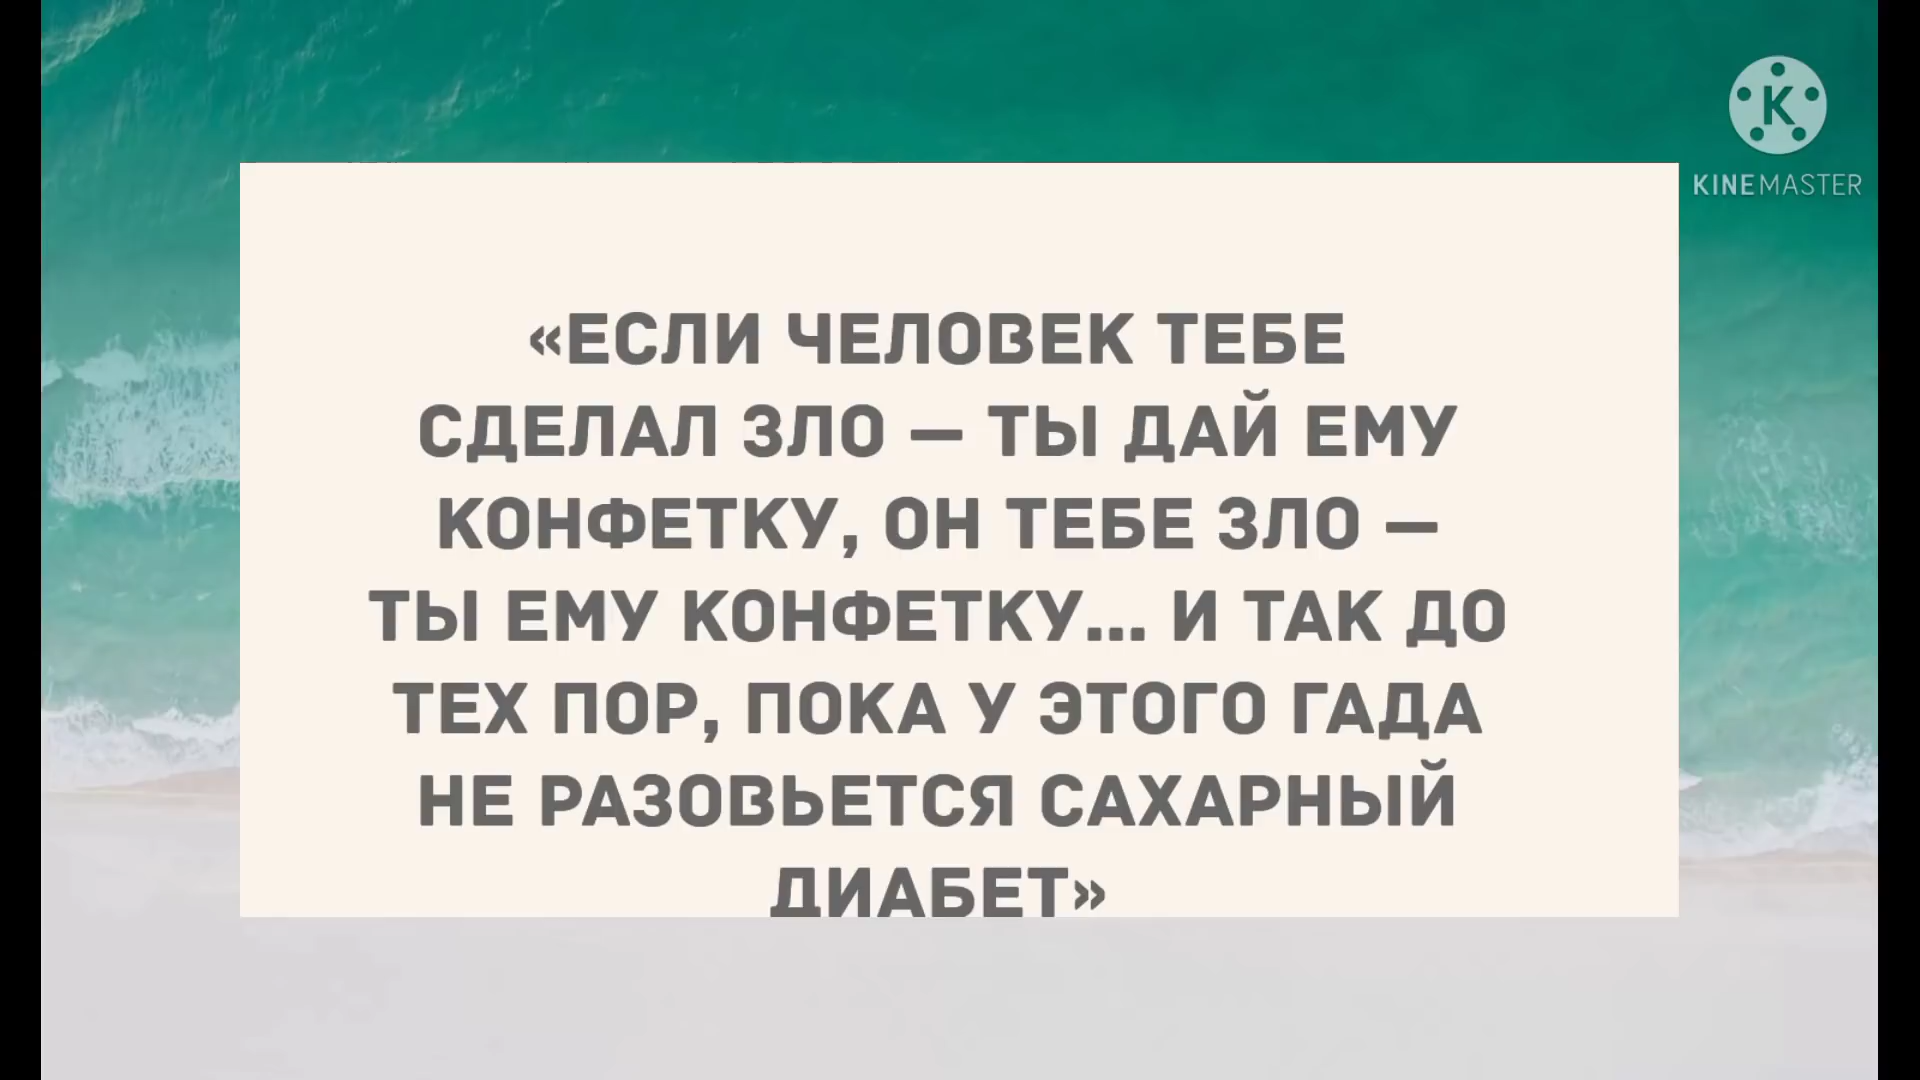 KINEMASTER
«ЕСЛИ ЧЕЛОВЕК ТЕБЕ
СДЕЛАЛ ЗЛО — ТЫ ДАЙ ЕМУ
КОНФЕТКУ, ОН ТЕБЕ ЗЛО —
ТЫ ЕМУ КОНФЕТКУ... И ТАК ДО
ТЕХ ПОР, ПОКА У ЭТОГО ГАДА
НЕ РАЗОВЬЕТСЯ САХАРНЫЙ
ДИАБЕТ»